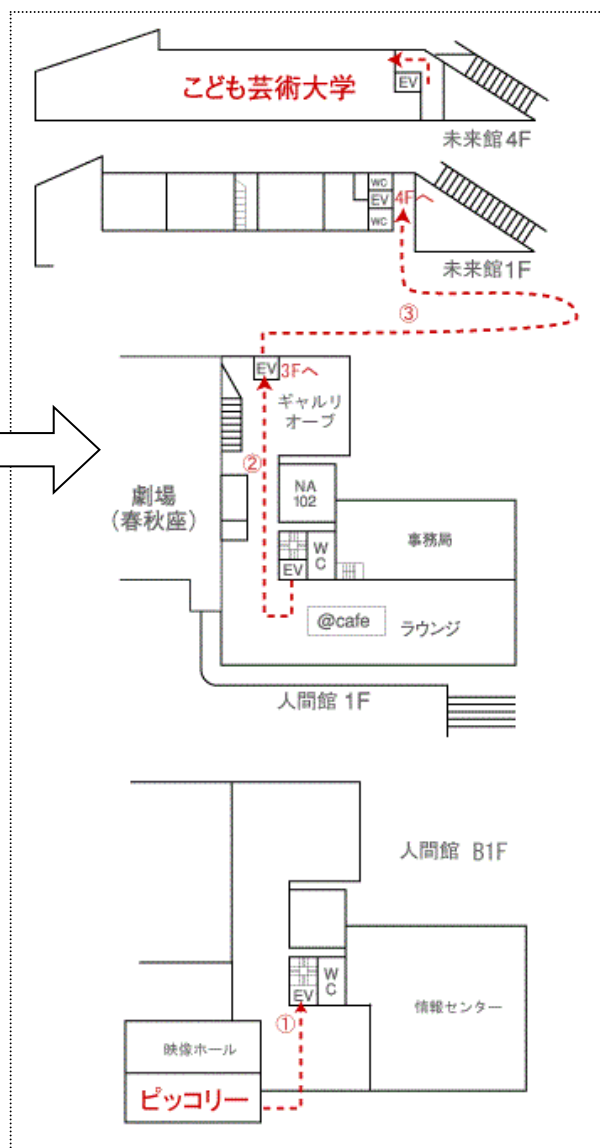 こども芸術大学
EV
未来館4F
WC
EV
WC
4Fへ
未来館1F
③
EV
3Fへ
ギャルリ
オーブ
②
NA
102
劇場
(春秋座)
事務局
W
C
EV
@cafe
ラウンジ
人間館 1F
人間館 B1F
W
C
EV
情報センター
①
映像ホール
ピッコリー